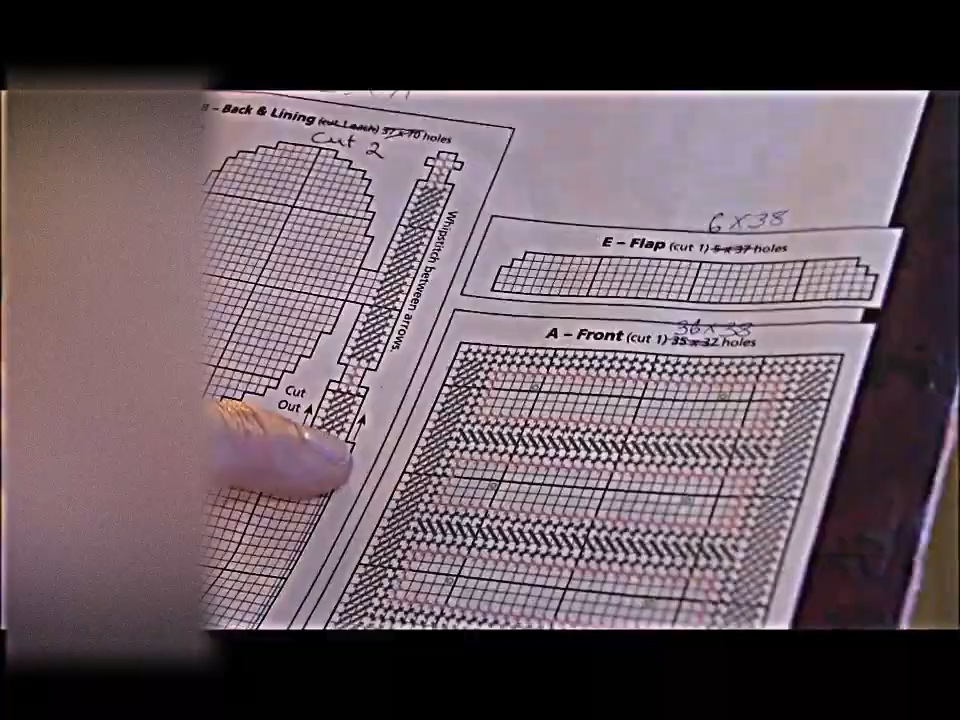 B – Back & Lining (cut 1 each) 37 x 70 holes
Cut 2
Whipstitch between arrows.
Cut
Out
6 x 38
E – Flap (cut 1) 5 x 37 holes
36 x 38
A – Front (cut 1) 35 x 32 holes